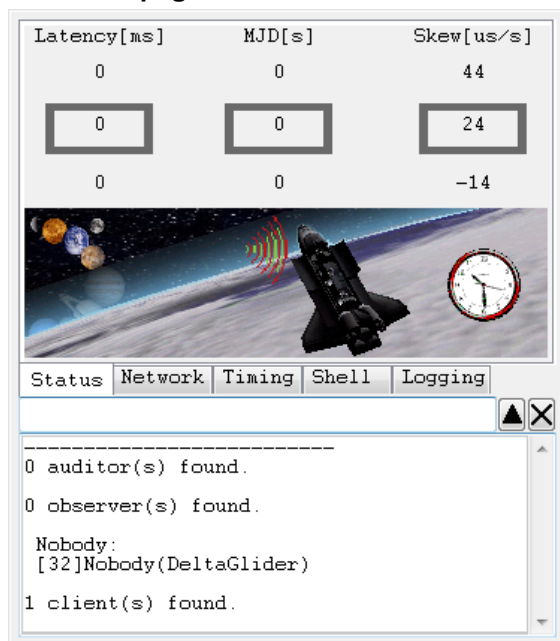 Latency[ms] MJD[s] Skew[us/s]
0 0 44
0 0 24
0 0 -14
Status Network Timing Shell Logging
---------------------------
0 auditor(s) found.
0 observer(s) found.
Nobody:
[32]Nobody(DeltaGlider)
1 client(s) found.